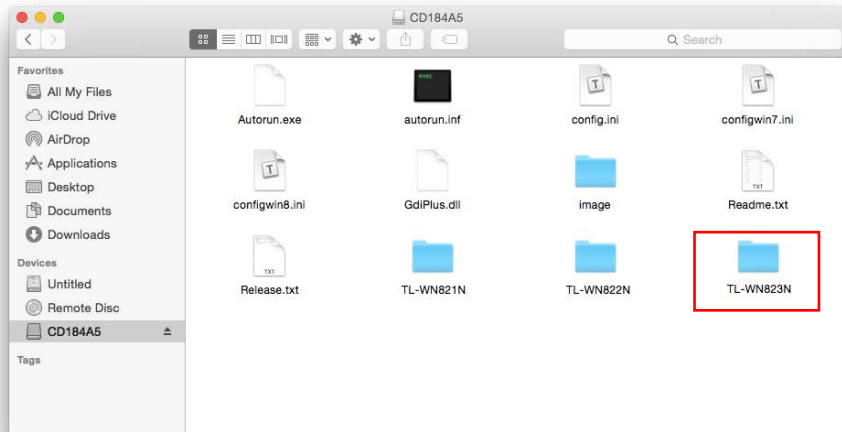 CD184A5
Search
Favorites
All My Files
iCloud Drive
AirDrop
Applications
Desktop
Documents
Downloads
Devices
Untitled
Remote Disc
CD184A5
Tags
exec
Autorun.exe
autorun.inf
config.ini
configwin7.ini
TXT
configwin8.ini
GdiPlus.dll
image
Readme.txt
TXT
Release.txt
TL-WN821N
TL-WN822N
TL-WN823N